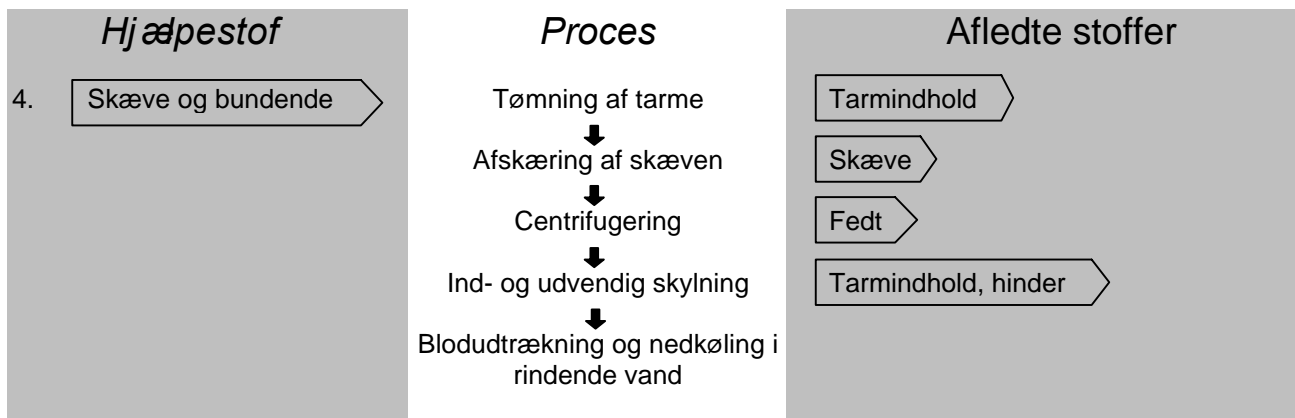 Hjælpestof
Proces
Afledte stoffer
4.
Skæve og bundende
Tømning af tarme
Tarmindhold
Afskæring af skæven
Skæve
Centrifugering
Fedt
Ind- og udvendig skylning
Tarmindhold, hinder
Blodudtrækning og nedkøling i
rindende vand